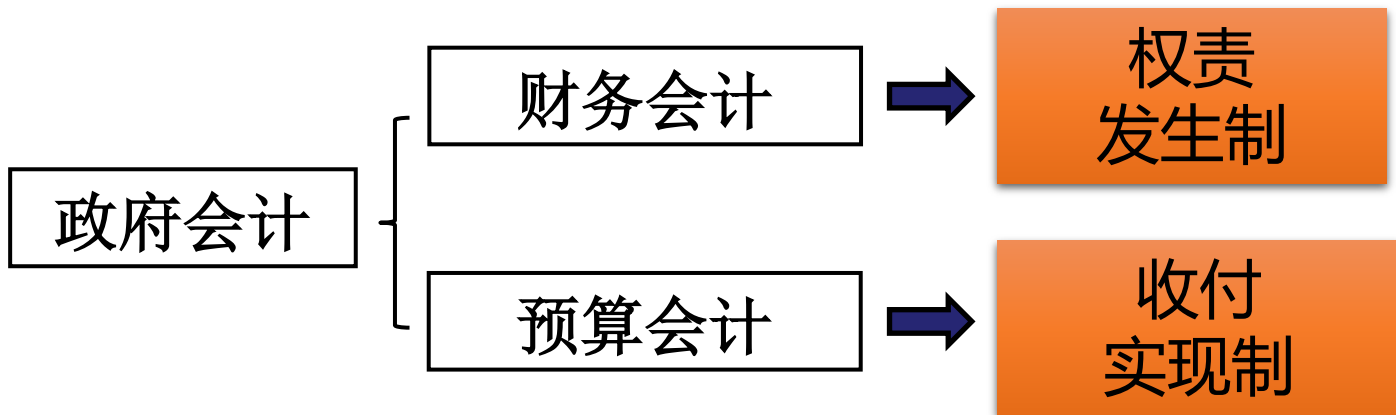 政府会计
财务会计
权责
发生制
预算会计
收付
实现制